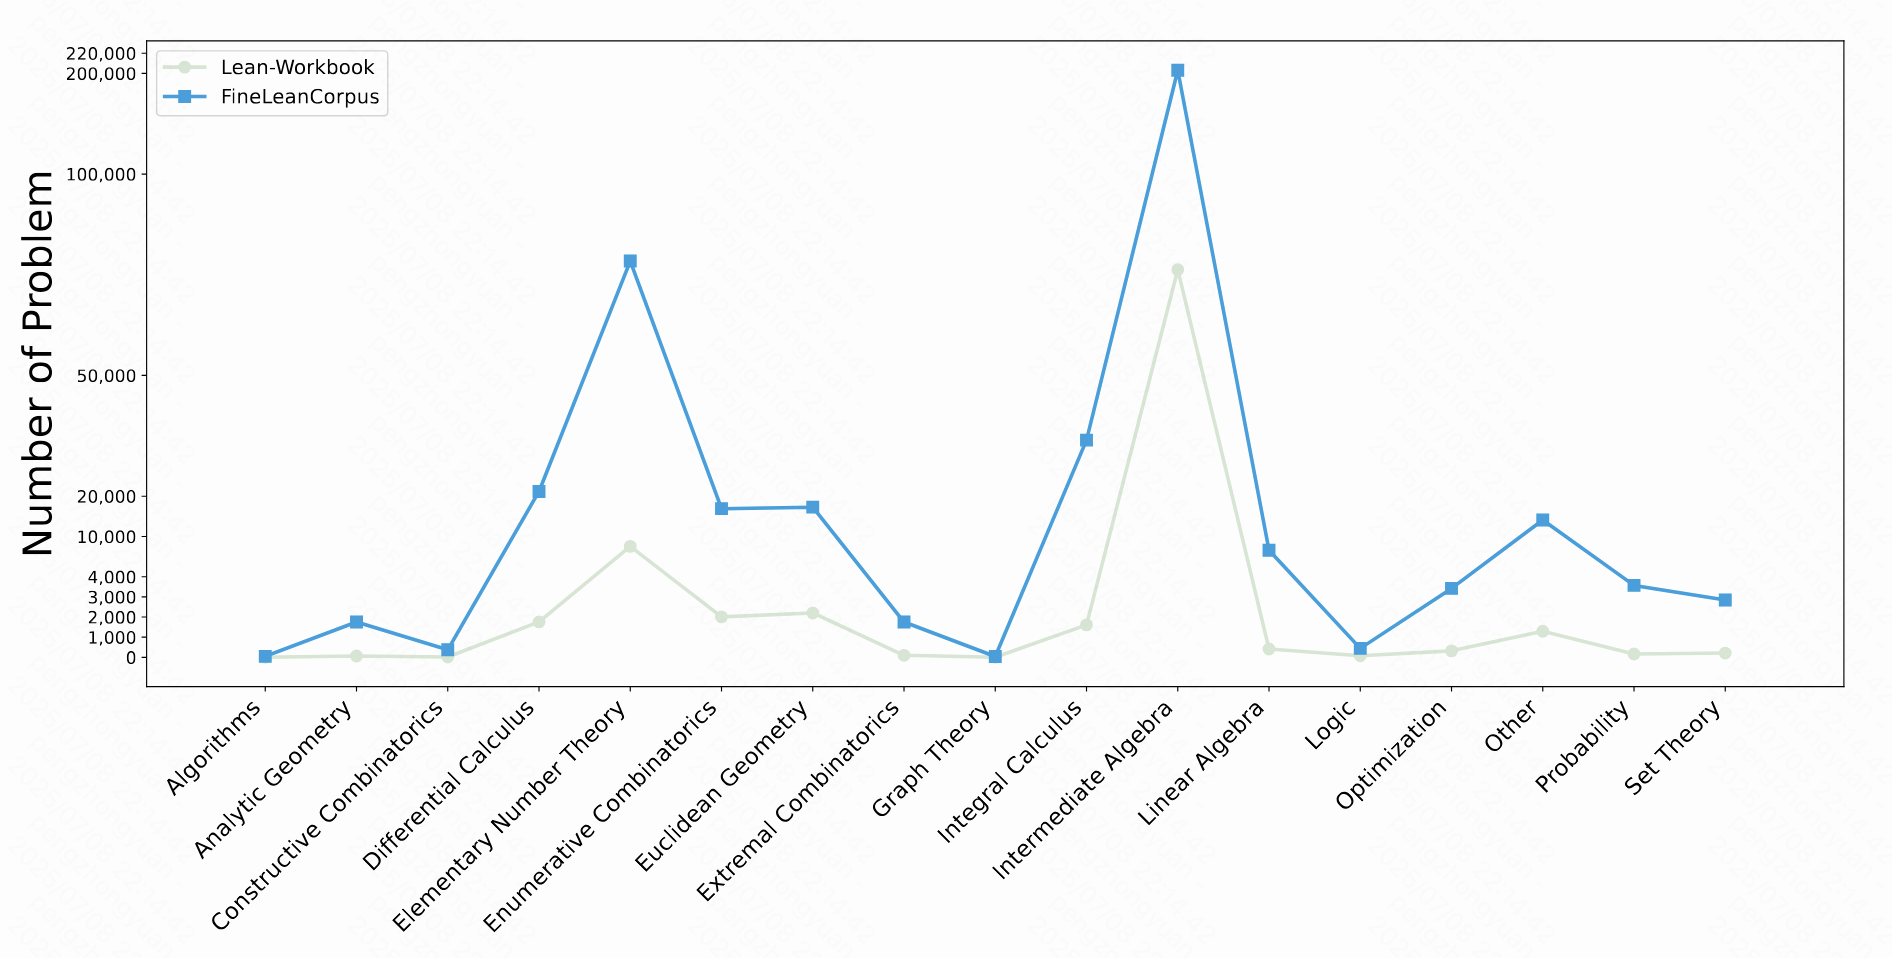 Number of Problem
220,000
200,000
100,000
50,000
20,000
10,000
4,000
3,000
2,000
1,000
0
Lean-Workbook
FineLeanCorpus
Algorithms
Analytic Geometry
Constructive Combinatorics
Differential Calculus
Elementary Number Theory
Enumerative Combinatorics
Euclidean Geometry
Extremal Combinatorics
Graph Theory
Integral Calculus
Intermediate Algebra
Linear Algebra
Logic
Optimization
Other
Probability
Set Theory